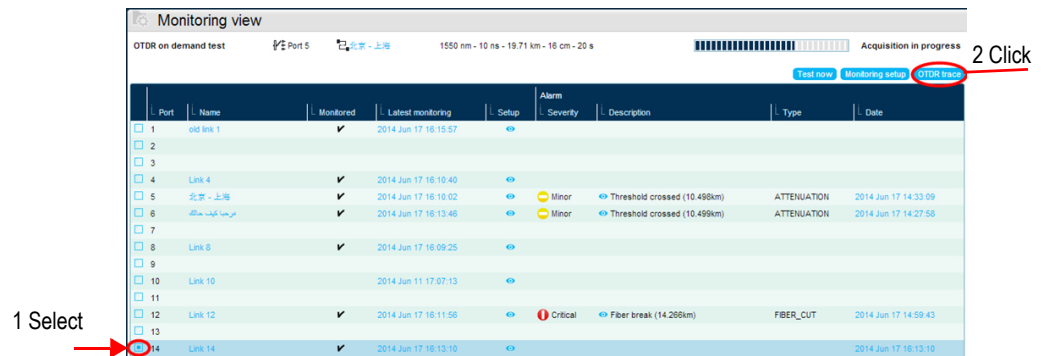 Monitoring view
OTDR on demand test Port 5 北京 - 上海 1550 nm - 10 ns - 19.71 km - 16 cm - 20 s Acquisition in progress
2 Click
Test now Monitoring setup OTDR trace
Alarm
Port Name Monitored Latest monitoring Setup Severity Description Type Date
1 old link 1 ✔ 2014 Jun 17 16:15:57
2
3
4 Link 4 ✔ 2014 Jun 17 16:10:40
5 北京 - 上海 ✔ 2014 Jun 17 16:10:02 Minor Threshold crossed (10.498km) ATTENUATION 2014 Jun 17 14:33:09
6 مرحبا كيف حالك ✔ 2014 Jun 17 16:13:46 Minor Threshold crossed (10.499km) ATTENUATION 2014 Jun 17 14:27:58
7
8 Link 8 ✔ 2014 Jun 17 16:09:25
9
10 Link 10 2014 Jun 11 17:07:13
11
12 Link 12 ✔ 2014 Jun 17 16:11:56 Critical Fiber break (14.266km) FIBER_CUT 2014 Jun 17 14:59:43
13
1 Select
14 Link 14 ✔ 2014 Jun 17 16:13:10 2014 Jun 17 16:13:10